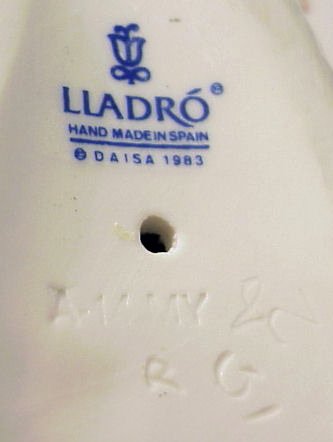 LLADRÓ®
HAND MADE IN SPAIN
© DAISA 1983
R G